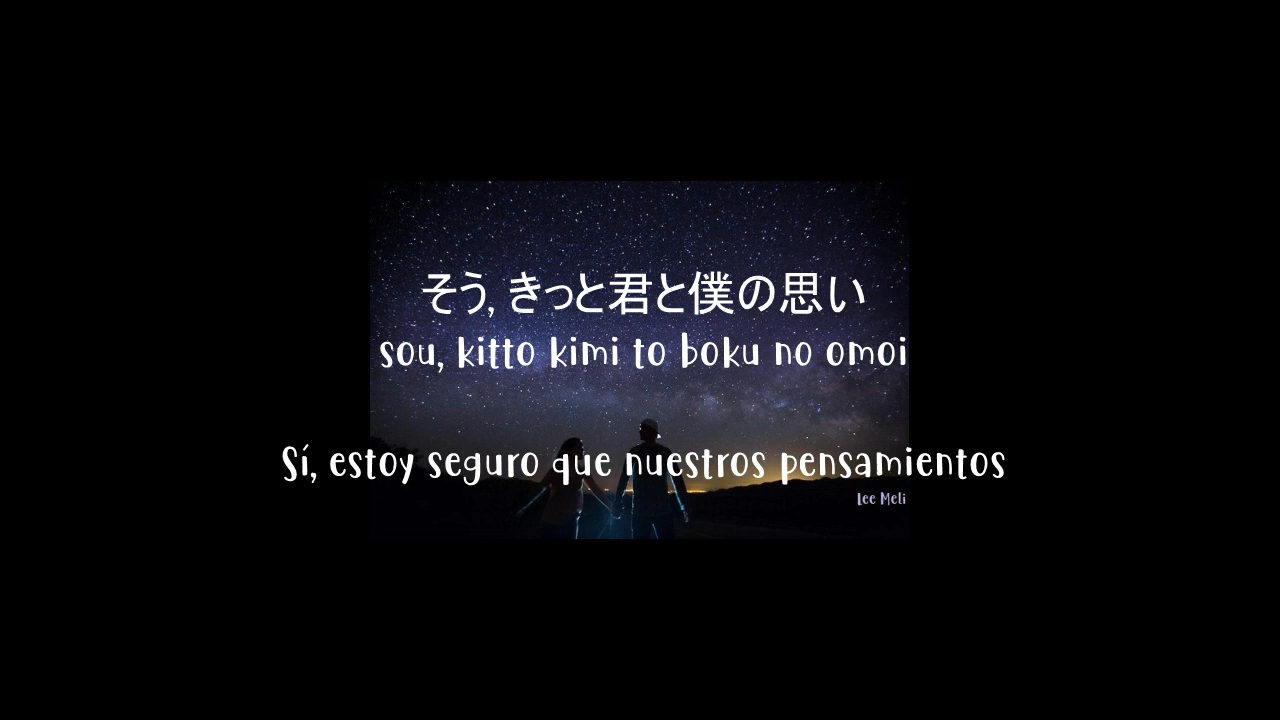 そう, きっと君と僕の思い
sou, kitto kimi to boku no omoi
Sí, estoy seguro que nuestros pensamientos
Lee Meli